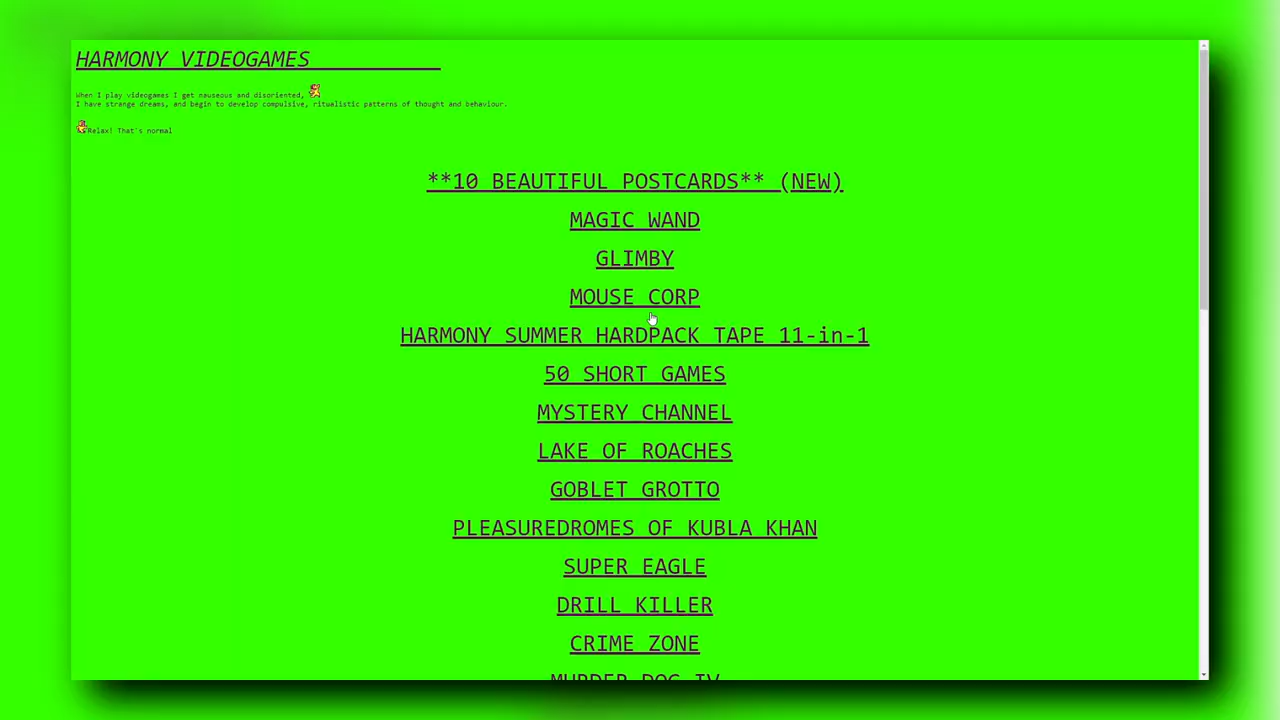 HARMONY VIDEOGAMES
When I play videogames I get nauseous and disoriented,
I have strange dreams, and begin to develop compulsive, ritualistic patterns of thought and behaviour.
Relax! That's normal
**10 BEAUTIFUL POSTCARDS** (NEW)
MAGIC WAND
GLIMBY
MOUSE CORP
HARMONY SUMMER HARDPACK TAPE 11-in-1
50 SHORT GAMES
MYSTERY CHANNEL
LAKE OF ROACHES
GOBLET GROTTO
PLEASUREDROMES OF KUBLA KHAN
SUPER EAGLE
DRILL KILLER
CRIME ZONE
MURDER DOG IV